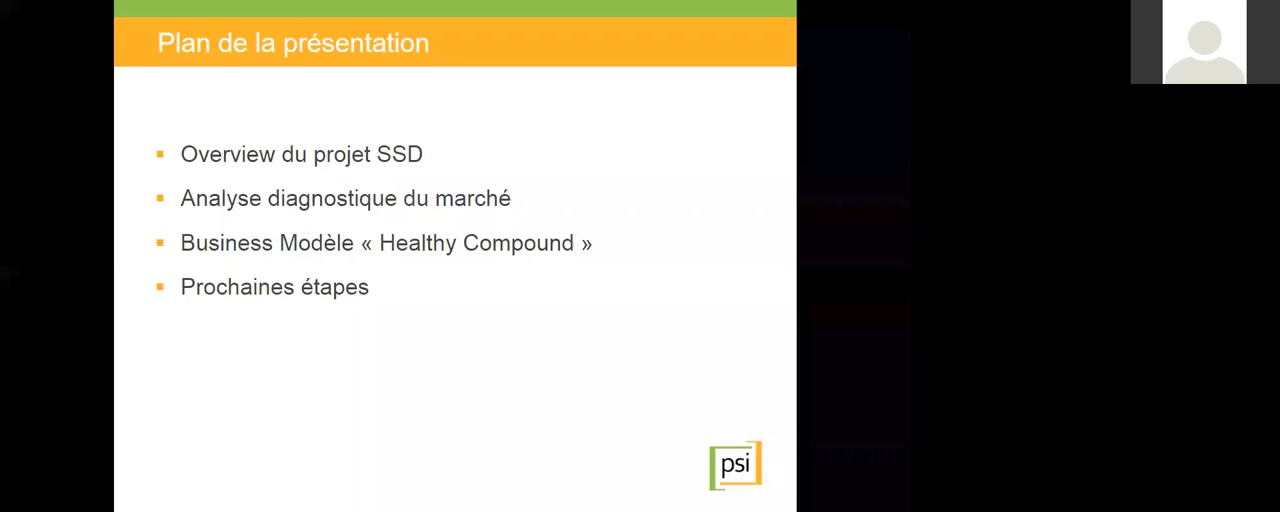 Plan de la présentation
Overview du projet SSD
Analyse diagnostique du marché
Business Modèle « Healthy Compound »
Prochaines étapes
psi